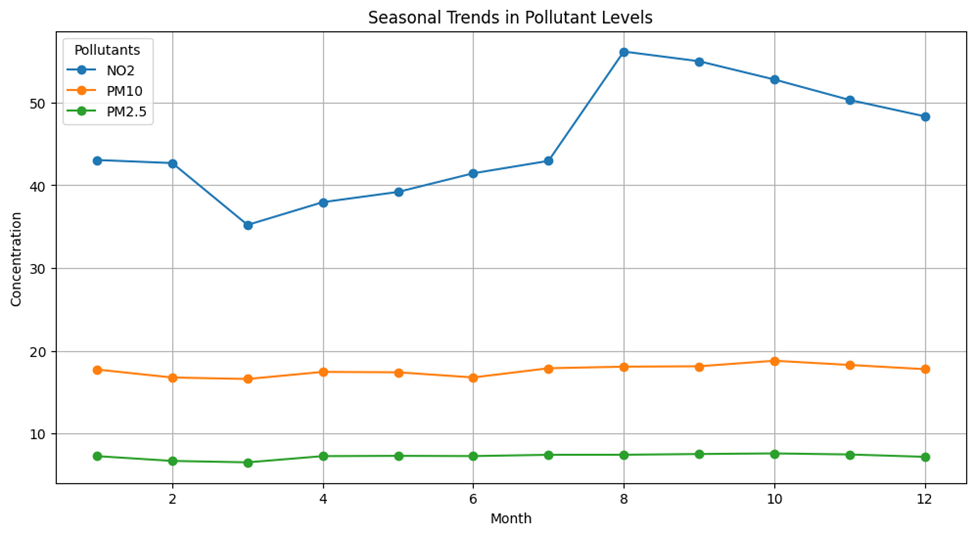 Seasonal Trends in Pollutant Levels
Pollutants
NO2
PM10
PM2.5
50
40
30
20
10
Concentration
2 4 6 8 10 12
Month